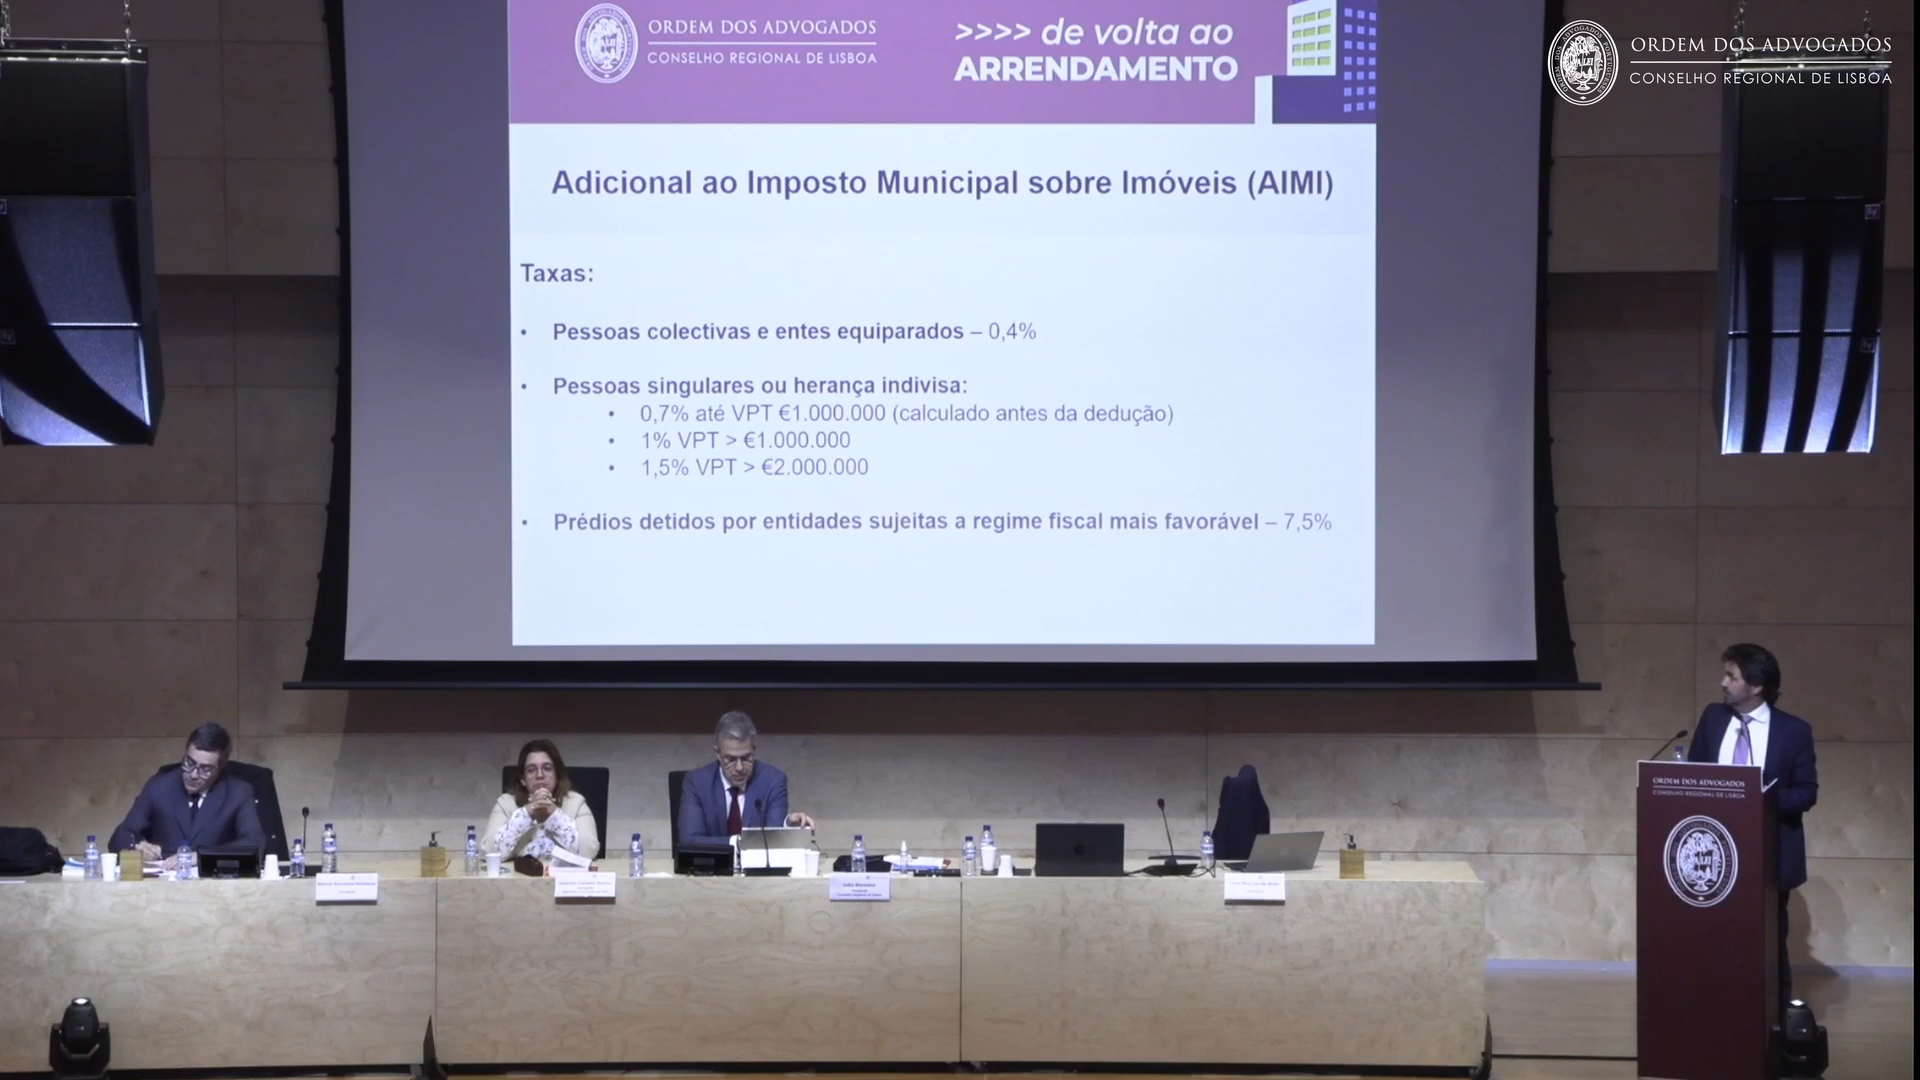 ORDEM DOS ADVOGADOS
CONSELHO REGIONAL DE LISBOA
>>>> de volta ao
ARRENDAMENTO
ORDEM DOS ADVOGADOS
CONSELHO REGIONAL DE LISBOA
Adicional ao Imposto Municipal sobre Imóveis (AIMI)
Taxas:
• Pessoas colectivas e entes equiparados – 0,4%
• Pessoas singulares ou herança indivisa:
• 0,7% até VPT €1.000.000 (calculado antes da dedução)
• 1% VPT > €1.000.000
• 1,5% VPT > €2.000.000
• Prédios detidos por entidades sujeitas a regime fiscal mais favorável – 7,5%
ORDEM DOS ADVOGADOS
CONSELHO REGIONAL DE LISBOA